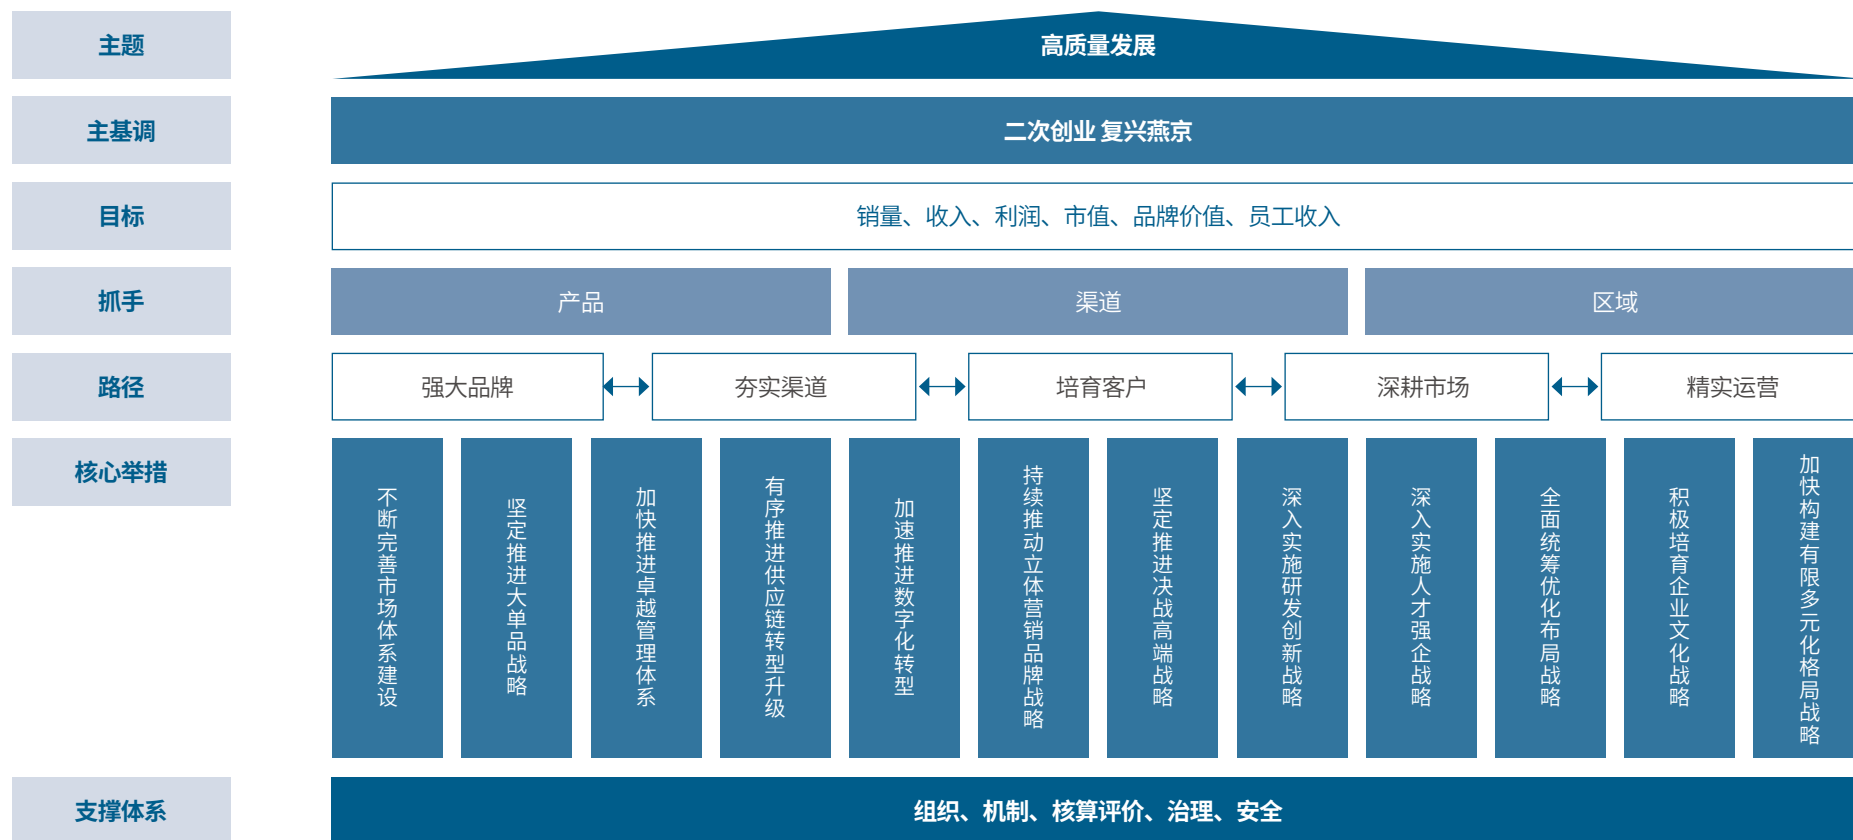 主题
高质量发展
主基调
二次创业 复兴燕京
目标
销量、收入、利润、市值、品牌价值、员工收入
抓手
产品
渠道
区域
路径
强大品牌
夯实渠道
培育客户
深耕市场
精实运营
核心举措
不断完善市场体系建设
坚定推进大单品战略
加快推进卓越管理体系
有序推进供应链转型升级
加速推进数字化转型
持续推动立体营销品牌战略
坚定推进决战高端战略
深入实施研发创新战略
深入实施人才强企战略
全面统筹优化布局战略
积极培育企业文化战略
加快构建有限多元化格局战略
支撑体系
组织、机制、核算评价、治理、安全